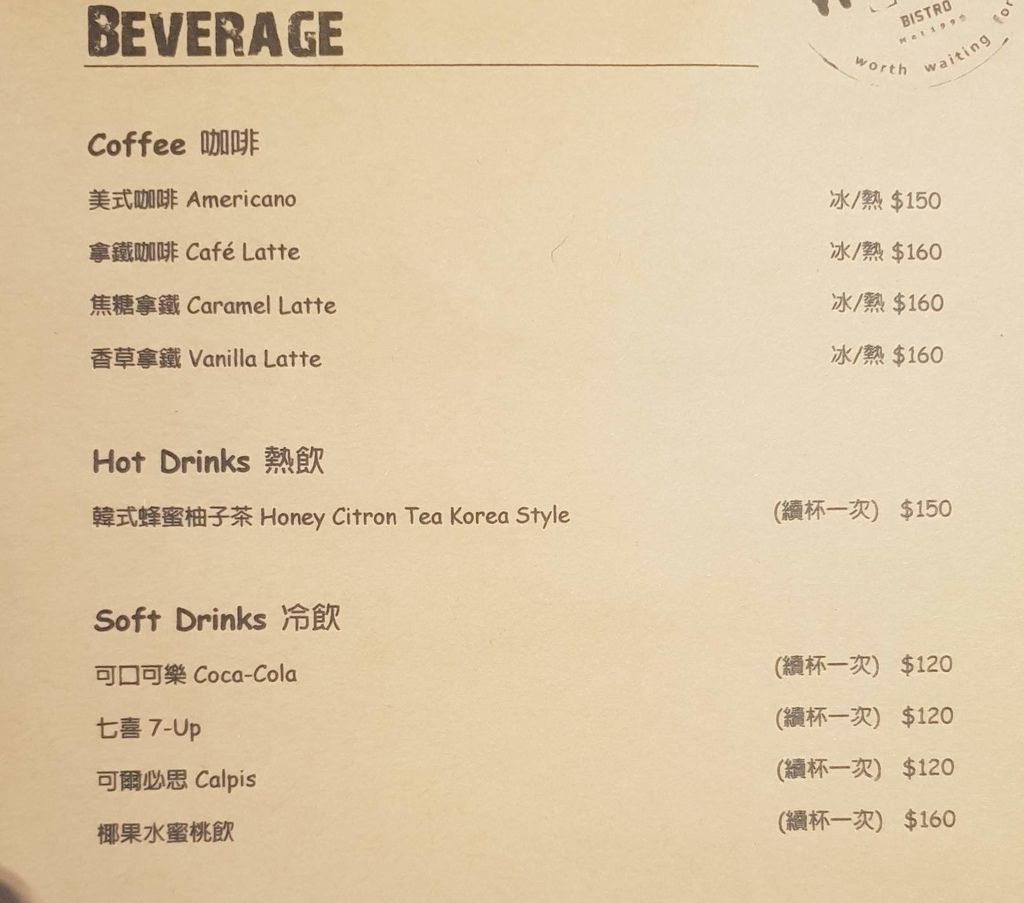 BEVERAGE
BISTRO
worth waiting for
Coffee 咖啡
美式咖啡 Americano 冰/熱 $150
拿鐵咖啡 Café Latte 冰/熱 $160
焦糖拿鐵 Caramel Latte 冰/熱 $160
香草拿鐵 Vanilla Latte 冰/熱 $160
Hot Drinks 熱飲
韓式蜂蜜柚子茶 Honey Citron Tea Korea Style (續杯一次) $150
Soft Drinks 冷飲
可口可樂 Coca-Cola (續杯一次) $120
七喜 7-Up (續杯一次) $120
可爾必思 Calpis (續杯一次) $120
椰果水蜜桃飲 (續杯一次) $160